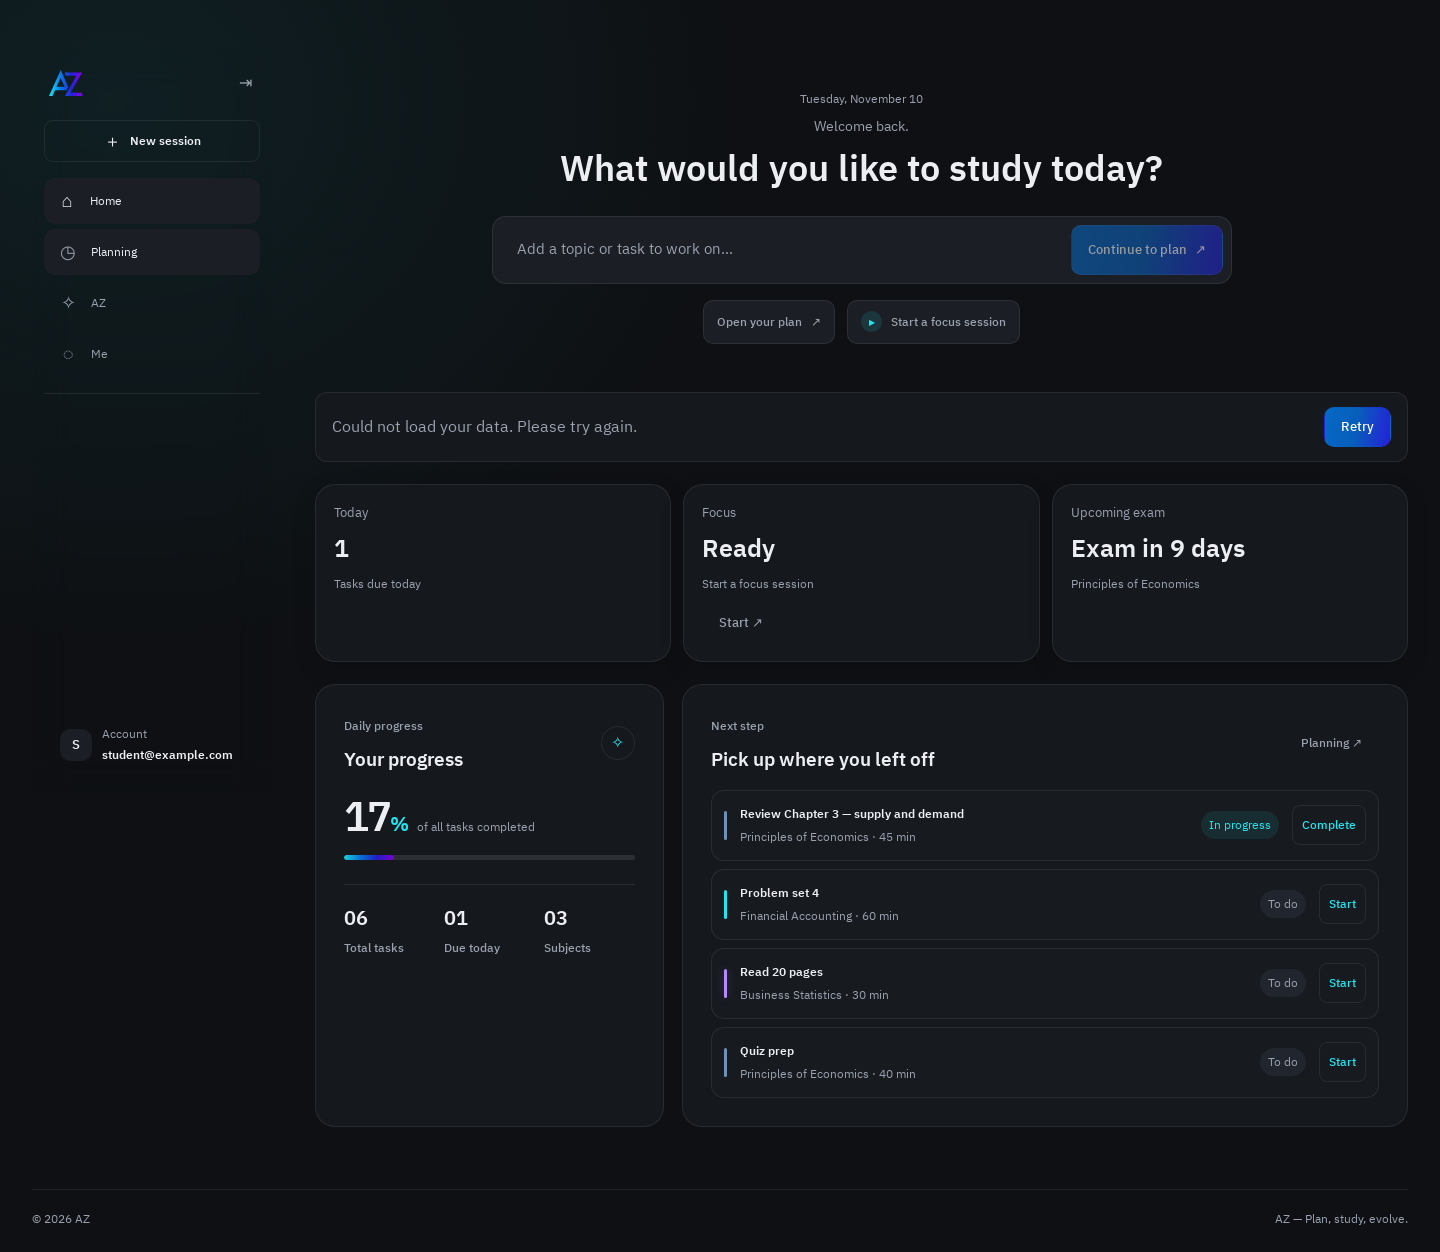 AZ
New session
Home
Planning
AZ
Me
Account
S
student@example.com
Tuesday, November 10
Welcome back.
What would you like to study today?
Add a topic or task to work on...
Continue to plan ↗
Open your plan ↗
Start a focus session
Could not load your data. Please try again.
Retry
Today
1
Tasks due today
Focus
Ready
Start a focus session
Start ↗
Upcoming exam
Exam in 9 days
Principles of Economics
Daily progress
Your progress
17% of all tasks completed
06
Total tasks
01
Due today
03
Subjects
Next step
Pick up where you left off
Planning ↗
Review Chapter 3 — supply and demand
Principles of Economics · 45 min
In progress
Complete
Problem set 4
Financial Accounting · 60 min
To do
Start
Read 20 pages
Business Statistics · 30 min
To do
Start
Quiz prep
Principles of Economics · 40 min
To do
Start
© 2026 AZ
AZ — Plan, study, evolve.